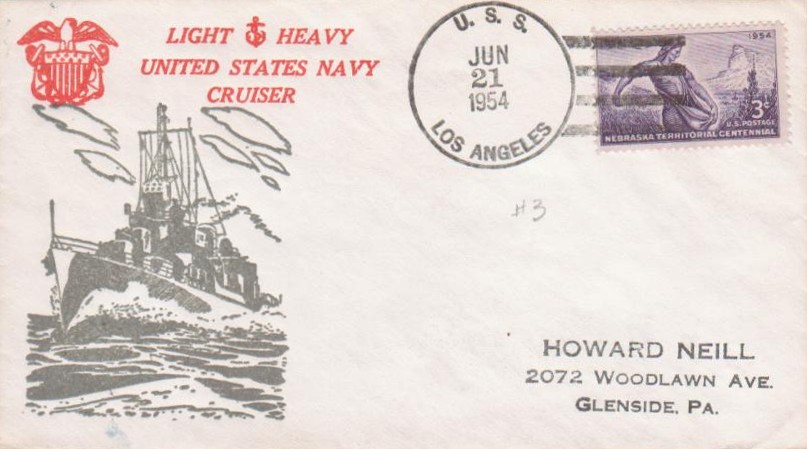 LIGHT HEAVY
UNITED STATES NAVY
CRUISER
U. S. S.
JUN
21
1954
LOS ANGELES
1954
3¢
U.S. POSTAGE
NEBRASKA TERRITORIAL CENTENNIAL
#3
HOWARD NEILL
2072 WOODLAWN AVE.
GLENSIDE, PA.